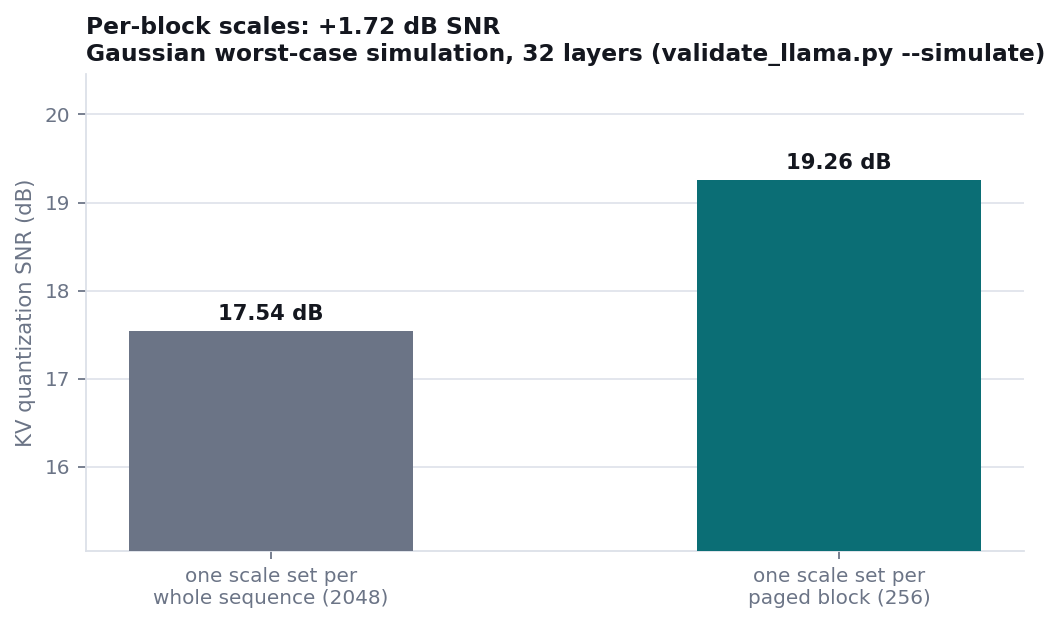 Per-block scales: +1.72 dB SNR
Gaussian worst-case simulation, 32 layers (validate_llama.py --simulate)
KV quantization SNR (dB)
20
19
18
17
16
17.54 dB
19.26 dB
one scale set per
whole sequence (2048)
one scale set per
paged block (256)